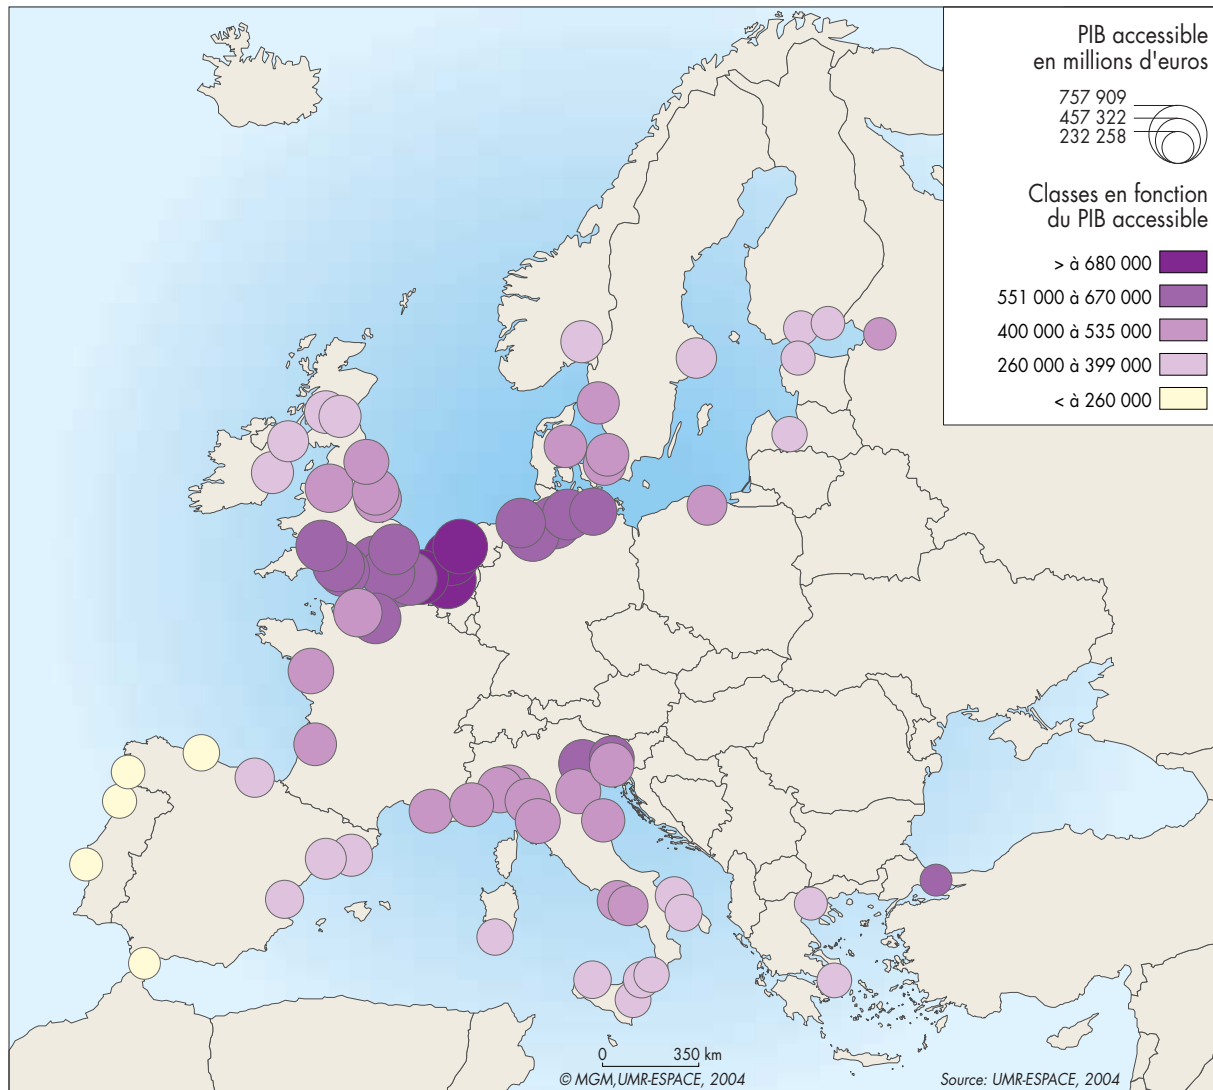 PIB accessible
en millions d'euros
757 909
457 322
232 258
Classes en fonction
du PIB accessible
> à 680 000
551 000 à 670 000
400 000 à 535 000
260 000 à 399 000
< à 260 000
0 350 km
© MGM,UMR-ESPACE, 2004
Source: UMR-ESPACE, 2004